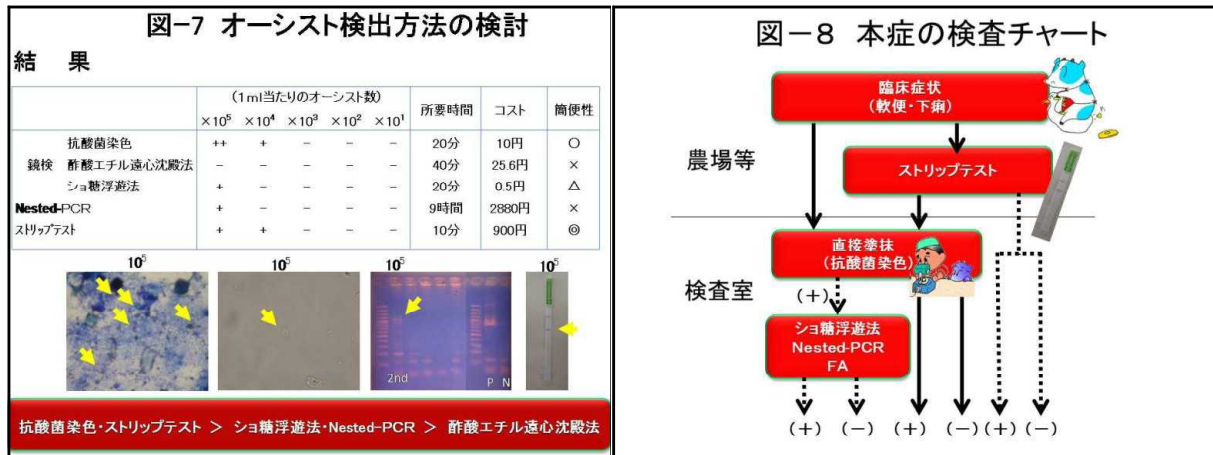 図-7 オーシスト検出方法の検討
結 果
(1ml当たりのオーシスト数) 所要時間 コスト 簡便性
×10⁵ ×10⁴ ×10³ ×10² ×10¹
抗酸菌染色 ++ + - - - 20分 10円 ○
鏡検 酢酸エチル遠心沈殿法 - - - - - 40分 25.6円 ×
ショ糖浮遊法 + - - - - 20分 0.5円 △
Nested-PCR + - - - - 9時間 2880円 ×
ストリップテスト + + - - - 10分 900円 ◎
10⁵ 10⁵ 10⁵ 10⁵
2nd P N
抗酸菌染色・ストリップテスト > ショ糖浮遊法・Nested-PCR > 酢酸エチル遠心沈殿法
図-8 本症の検査チャート
臨床症状
(軟便・下痢)
農場等
ストリップテスト
直接塗抹
(抗酸菌染色)
検査室
(+)
ショ糖浮遊法
Nested-PCR
FA
(+) (-) (+) (-) (+) (-)